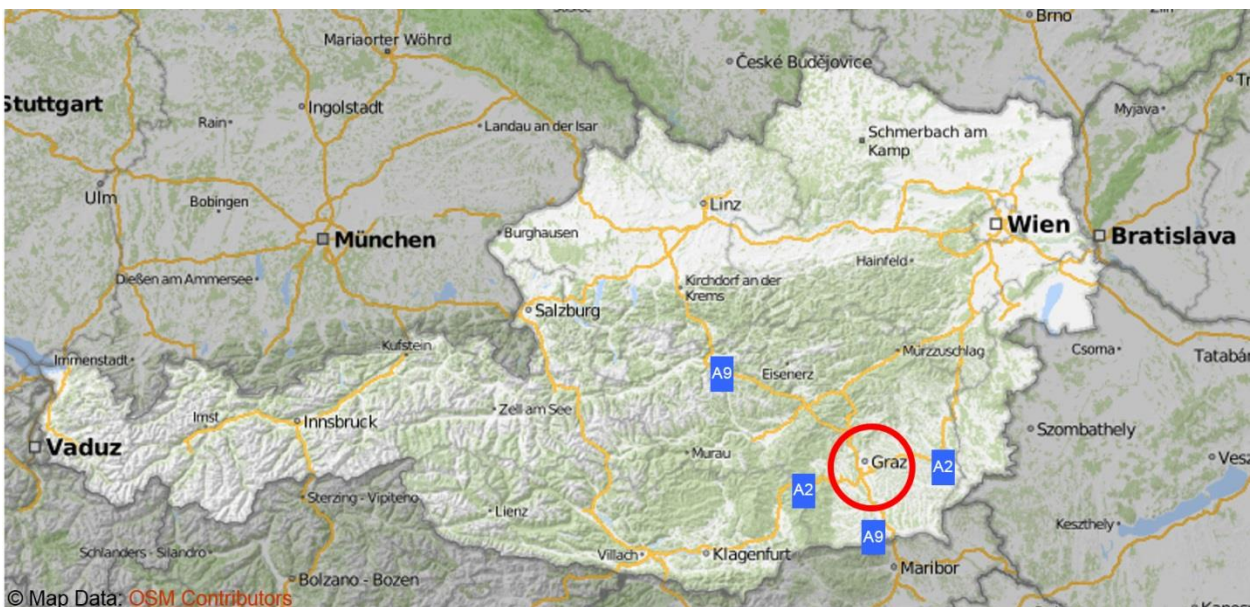 Brno
Mariaorter Wöhrd
České Budějovice
Stuttgart
Ingolstadt
Myjava
Rain
Landau an der Isar
Schmerbach am
Kamp
Ulm
Bobingen
Linz
Wien
München
Burghausen
Bratislava
Hainfeld
Dießen am Ammersee
Kirchdorf an der
Krems
Salzburg
Kufstein
Mürzzuschlag
Csorna
Tatabán
Immenstadt
A9
Eisenerz
Imst
Innsbruck
Zell am See
Szombathely
Vaduz
Murau
Graz
A2
Vesz
A2
Sterzing - Vipiteno
Lienz
Keszthely
A9
Schlanders - Silandro
Villach
Klagenfurt
Maribor
Bolzano - Bozen
© Map Data: OSM Contributors